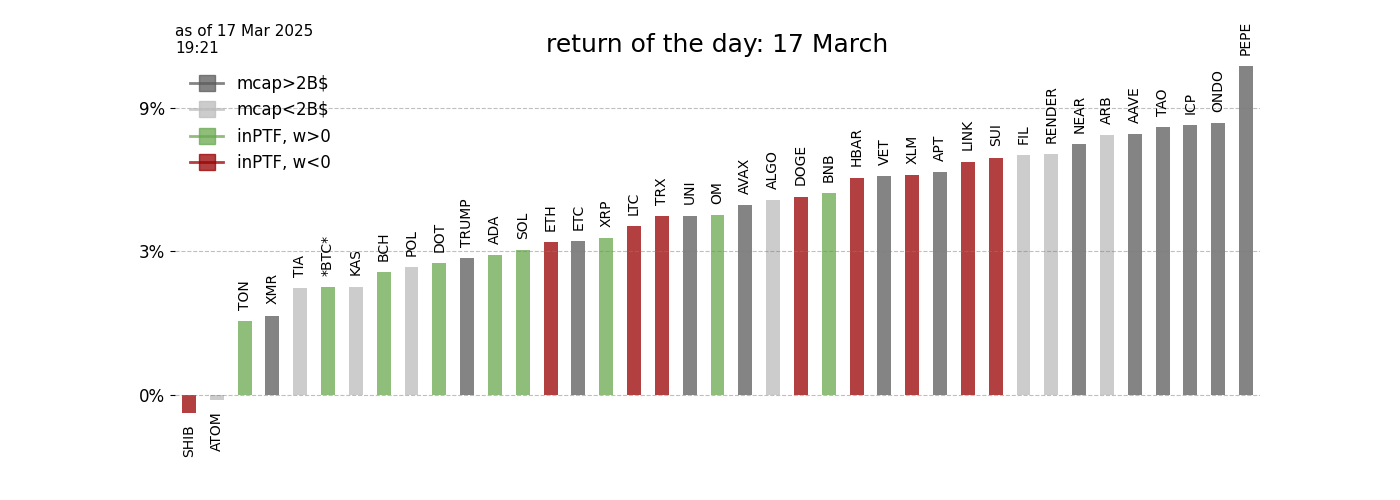 as of 17 Mar 2025
19:21
return of the day: 17 March
mcap>2B$
mcap<2B$
inPTF, w>0
inPTF, w<0
9%
3%
0%
SHIB
ATOM
TON
XMR
TIA
*BTC*
KAS
BCH
POL
DOT
TRUMP
ADA
SOL
ETH
ETC
XRP
LTC
TRX
UNI
OM
AVAX
ALGO
DOGE
BNB
HBAR
VET
XLM
APT
LINK
SUI
FIL
RENDER
NEAR
ARB
AAVE
TAO
ICP
ONDO
PEPE